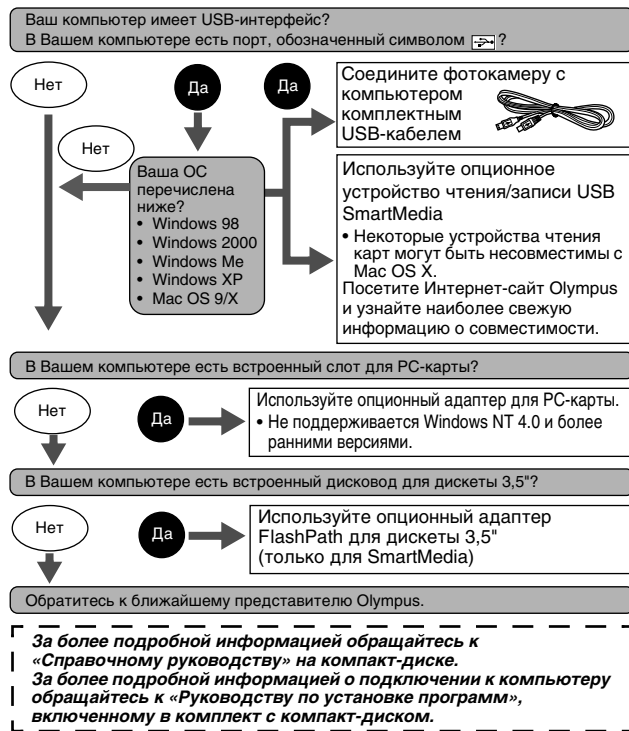 Ваш компьютер имеет USB-интерфейс?
В Вашем компьютере есть порт, обозначенный символом ?
Нет
Да
Да
Соедините фотокамеру с
компьютером
комплектным
USB-кабелем
Нет
Ваша ОС
перечислена
ниже?
• Windows 98
• Windows 2000
• Windows Me
• Windows XP
• Mac OS 9/X
Используйте опционное
устройство чтения/записи USB
SmartMedia
• Некоторые устройства чтения
карт могут быть несовместимы с
Mac OS X.
Посетите Интернет-сайт Olympus
и узнайте наиболее свежую
информацию о совместимости.
В Вашем компьютере есть встроенный слот для PC-карты?
Нет
Да
Используйте опционный адаптер для PC-карты.
• Не поддерживается Windows NT 4.0 и более
ранними версиями.
В Вашем компьютере есть встроенный дисковод для дискеты 3,5"?
Нет
Да
Используйте опционный адаптер
FlashPath для дискеты 3,5"
(только для SmartMedia)
Обратитесь к ближайшему представителю Olympus.
За более подробной информацией обращайтесь к
«Справочному руководству» на компакт-диске.
За более подробной информацией о подключении к компьютеру
обращайтесь к «Руководству по установке программ»,
включенному в комплект с компакт-диском.